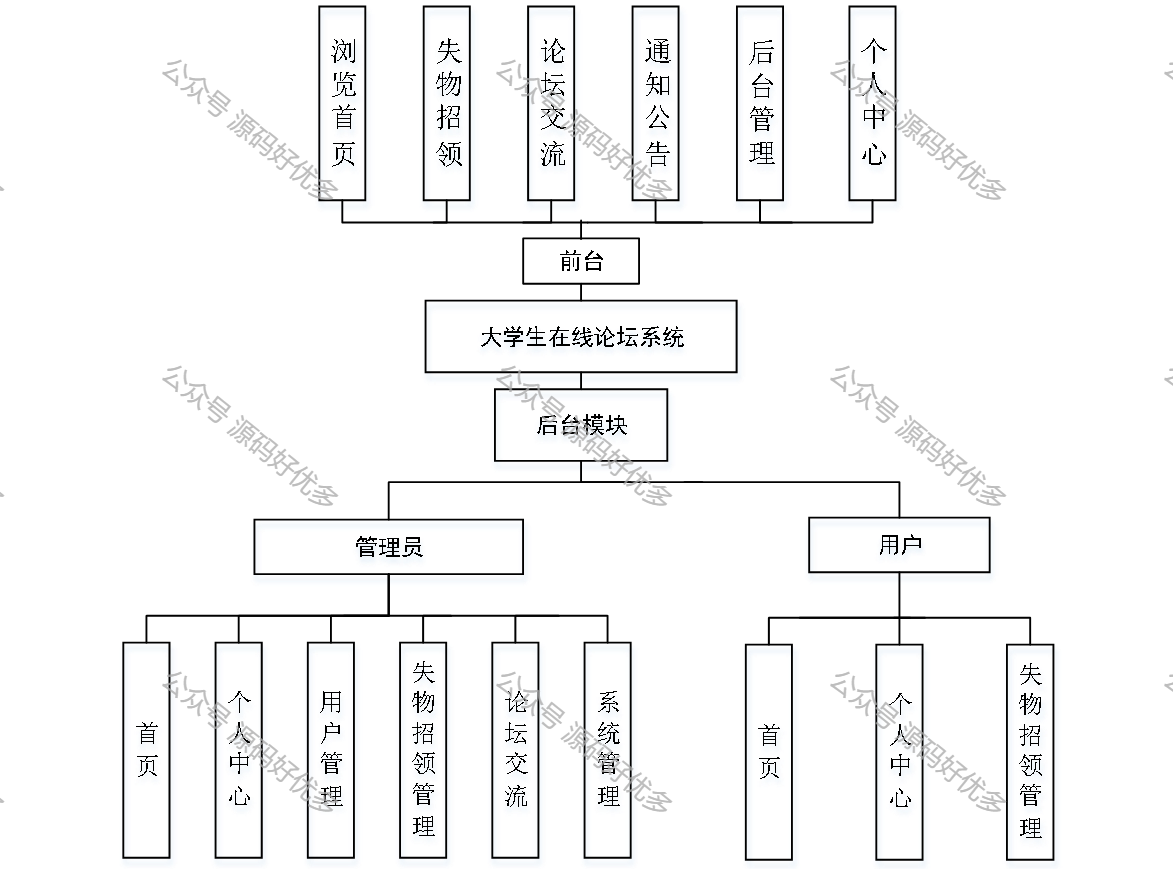 浏览首页
失物招领
论坛交流
通知公告
后台管理
个人中心
公众号 源码好优多
公众号 源码好优多
公众号 源码好优多
前台
大学生在线论坛系统
后台模块
公众号 源码好优多
公众号 源码好优多
公众号 源码好优多
管理员
用户
首页
个人中心
用户管理
失物招领管理
论坛交流
系统管理
首页
个人中心
失物招领管理
公众号 源码好优多
公众号 源码好优多
公众号 源码好优多